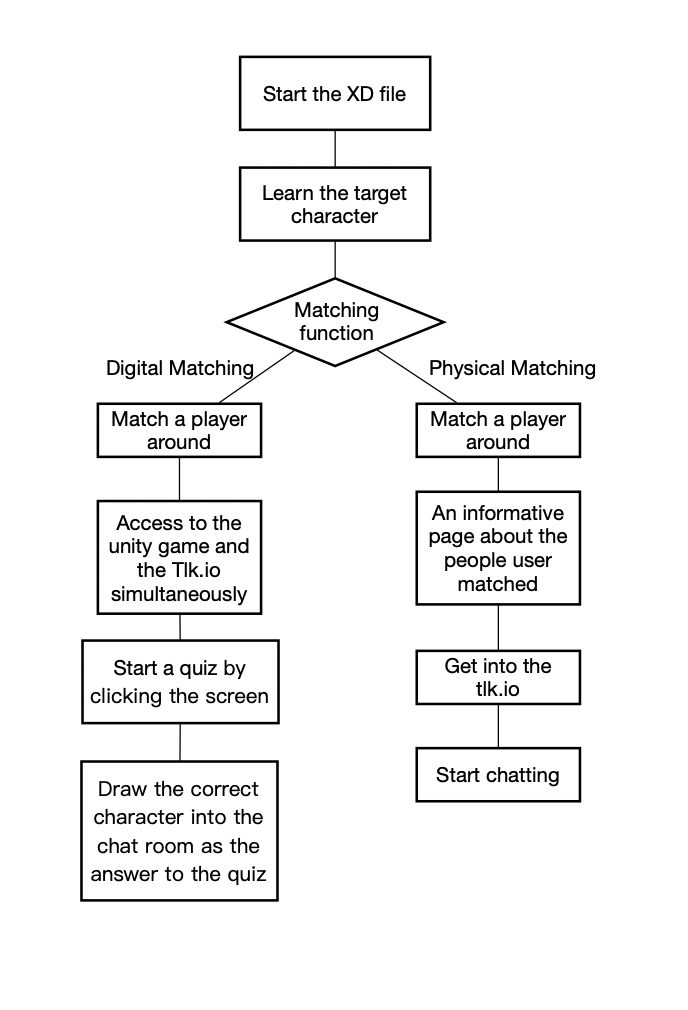 Start the XD file
Learn the target
character
Matching
function
Digital Matching
Physical Matching
Match a player
around
Access to the
unity game and
the Tlk.io
simultaneously
Start a quiz by
clicking the screen
Draw the correct
character into the
chat room as the
answer to the quiz
Match a player
around
An informative
page about the
people user
matched
Get into the
tlk.io
Start chatting